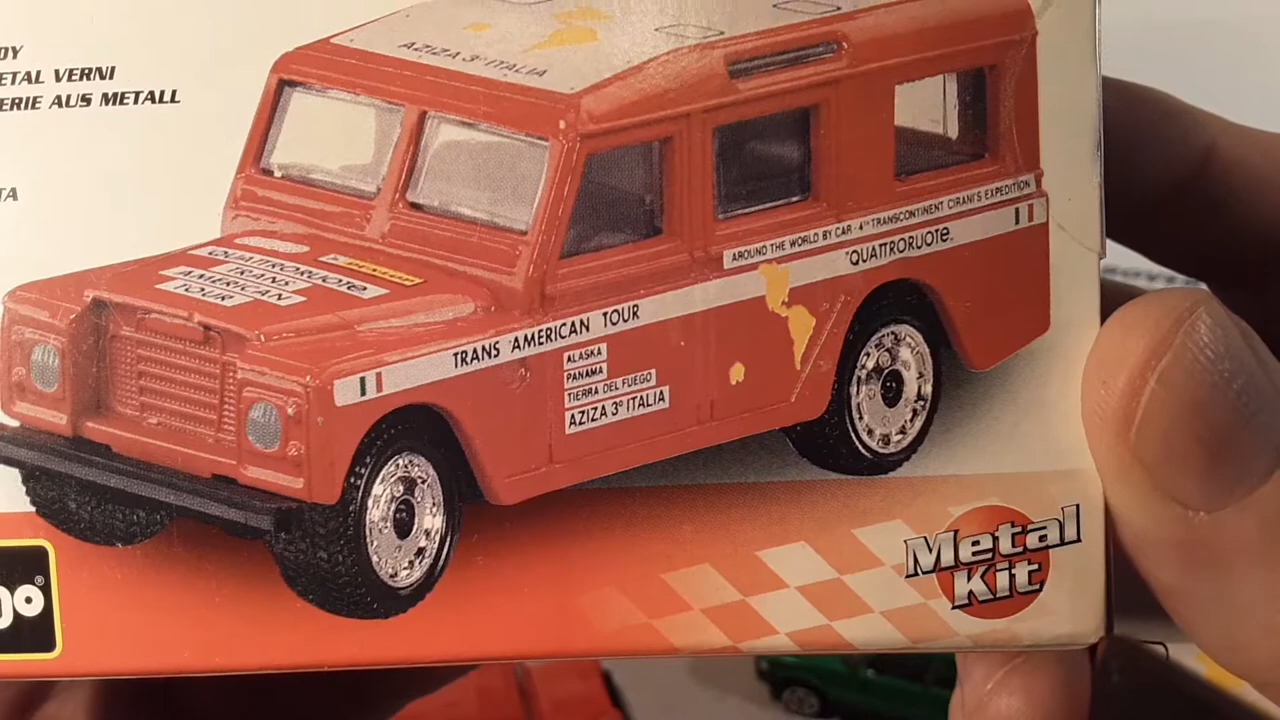 ETAL VERNI
ERIE AUS METALL
TA
AZIZA 3° ITALIA
"QUATTRORUOTE"
TRANS
AMERICAN
TOUR
AROUND THE WORLD BY CAR - 4TH TRANSCONTINENT CIRANI'S EXPEDITION
TRANS AMERICAN TOUR
"QUATTRORUOTE"
ALASKA
PANAMA
TIERRA DEL FUEGO
AZIZA 3° ITALIA
Metal
Kit
go®